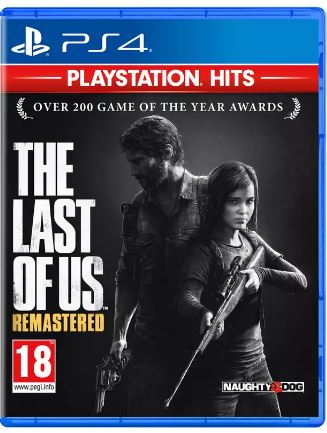 PS4
PLAYSTATION HITS
OVER 200 GAME OF THE YEAR AWARDS
THE
LAST
OF US™
REMASTERED
18
www.pegi.info
NAUGHTY DOG